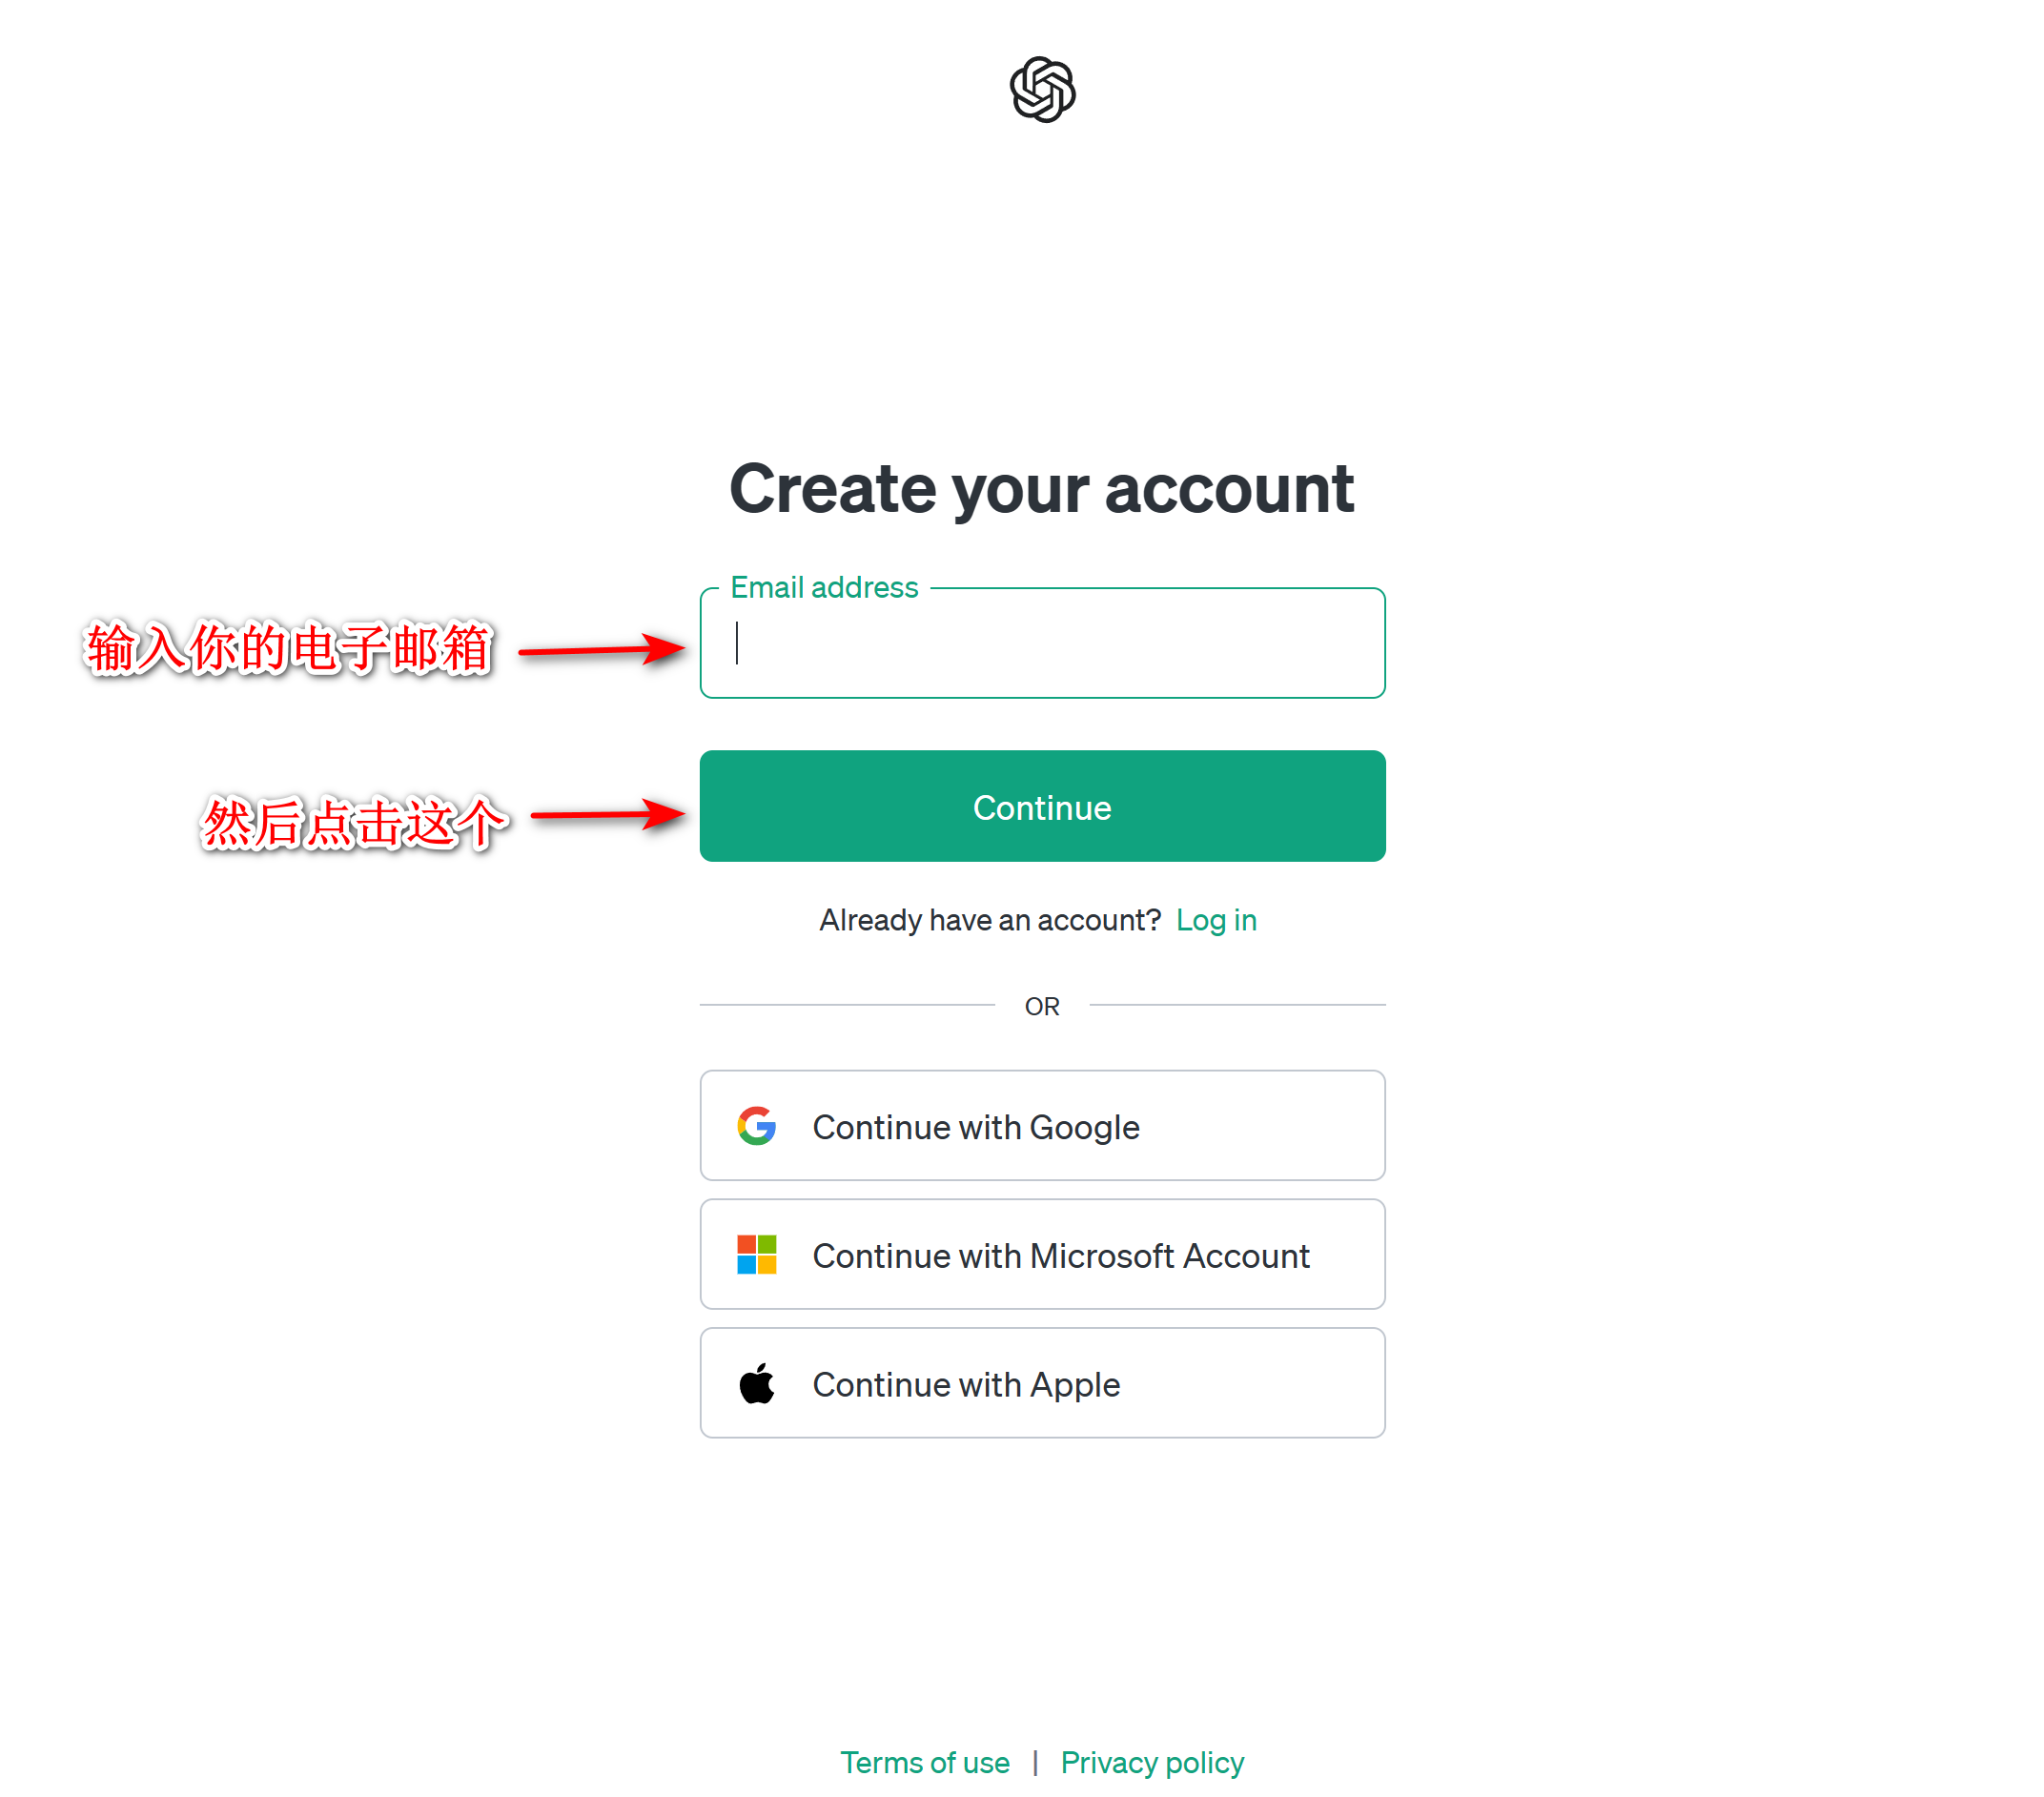 Create your account
Email address
输入你的电子邮箱
然后点击这个
Continue
Already have an account? Log in
OR
Continue with Google
Continue with Microsoft Account
Continue with Apple
Terms of use | Privacy policy